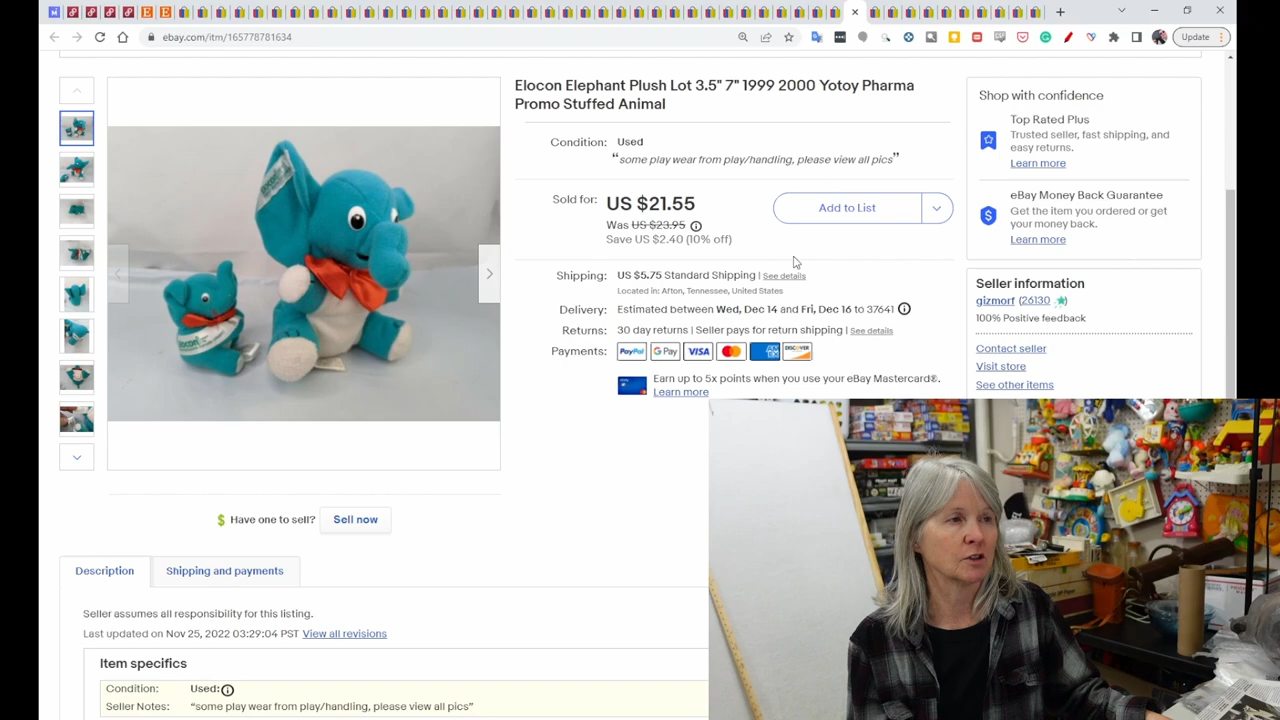 ebay.com/itm/165778781634
Update
Elocon Elephant Plush Lot 3.5" 7" 1999 2000 Yotoy Pharma
Promo Stuffed Animal
Condition: Used
“some play wear from play/handling, please view all pics”
Sold for: US $21.55
Was US $23.95
Save US $2.40 (10% off)
Add to List
Shipping: US $5.75 Standard Shipping | See details
Located in: Afton, Tennessee, United States
Delivery: Estimated between Wed, Dec 14 and Fri, Dec 16 to 37641
Returns: 30 day returns | Seller pays for return shipping | See details
Payments: PayPal G Pay VISA DISCOVER
Earn up to 5x points when you use your eBay Mastercard®.
Learn more
Shop with confidence
Top Rated Plus
Trusted seller, fast shipping, and
easy returns.
Learn more
eBay Money Back Guarantee
Get the item you ordered or get
your money back.
Learn more
Seller information
gizmorf (26130)
100% Positive feedback
Contact seller
Visit store
See other items
Have one to sell? Sell now
Description
Shipping and payments
Seller assumes all responsibility for this listing.
Last updated on Nov 25, 2022 03:29:04 PST View all revisions
Item specifics
Condition: Used:
Seller Notes: “some play wear from play/handling, please view all pics”